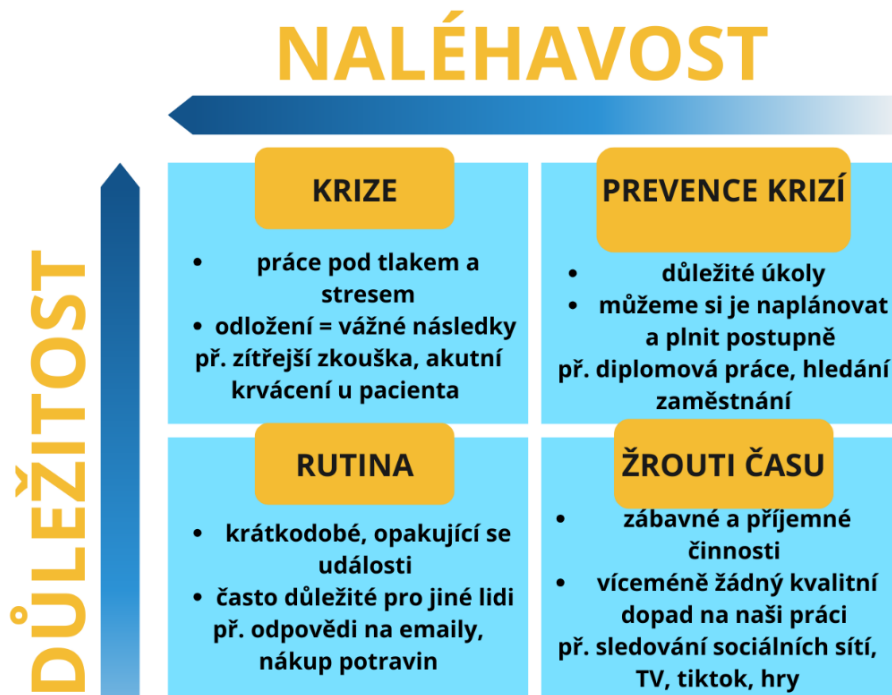 NALÉHAVOST
DŮLEŽITOST
KRIZE
• práce pod tlakem a
stresem
• odložení = vážné následky
př. zítřejší zkouška, akutní
krvácení u pacienta
PREVENCE KRIZÍ
• důležité úkoly
• můžeme si je naplánovat
a plnit postupně
př. diplomová práce, hledání
zaměstnání
RUTINA
• krátkodobé, opakující se
události
• často důležité pro jiné lidi
př. odpovědi na emaily,
nákup potravin
ŽROUTI ČASU
• zábavné a příjemné
činnosti
• víceméně žádný kvalitní
dopad na naši práci
př. sledování sociálních sítí,
TV, tiktok, hry